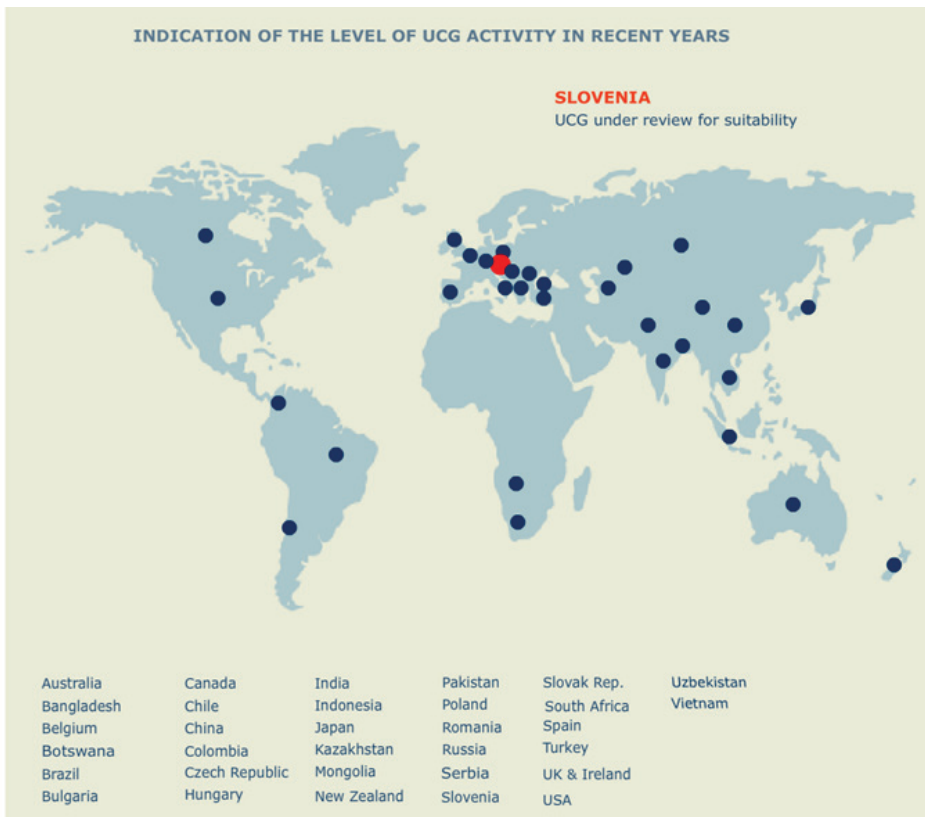 INDICATION OF THE LEVEL OF UCG ACTIVITY IN RECENT YEARS
SLOVENIA
UCG under review for suitability
Australia
Bangladesh
Belgium
Botswana
Brazil
Bulgaria
Canada
Chile
China
Colombia
Czech Republic
Hungary
India
Indonesia
Japan
Kazakhstan
Mongolia
New Zealand
Pakistan
Poland
Romania
Russia
Serbia
Slovenia
Slovak Rep.
South Africa
Spain
Turkey
UK & Ireland
USA
Uzbekistan
Vietnam